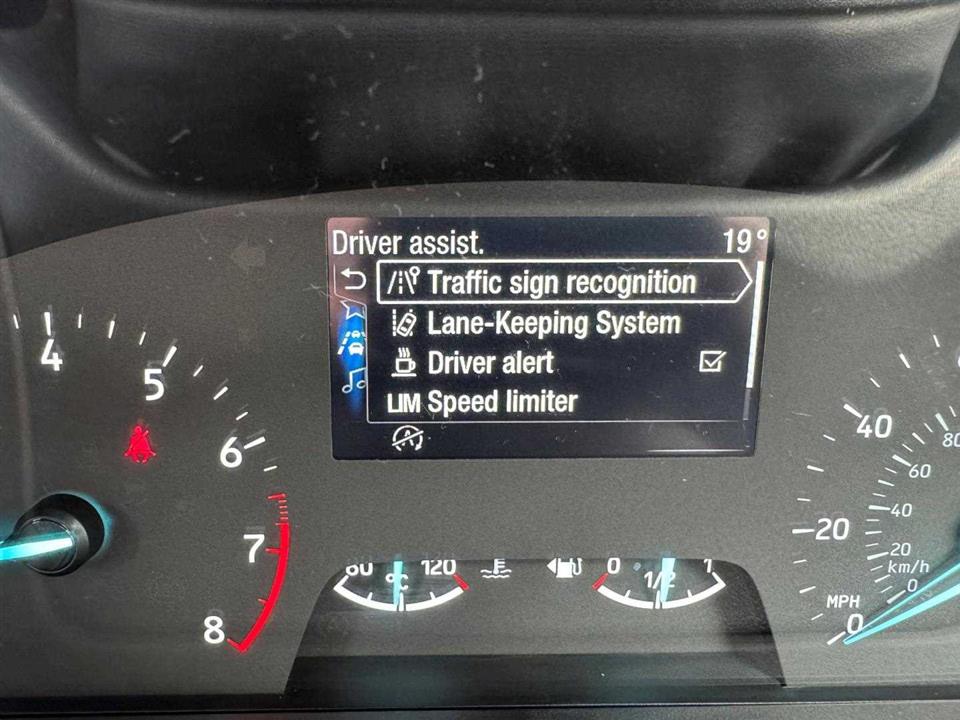 Driver assist. 19°
Traffic sign recognition
Lane-Keeping System
Driver alert
LIM Speed limiter
A
4
5
6
7
8
60 °C 120
0 1/2 1
40
20
MPH
0
80
60
40
20
km/h
0